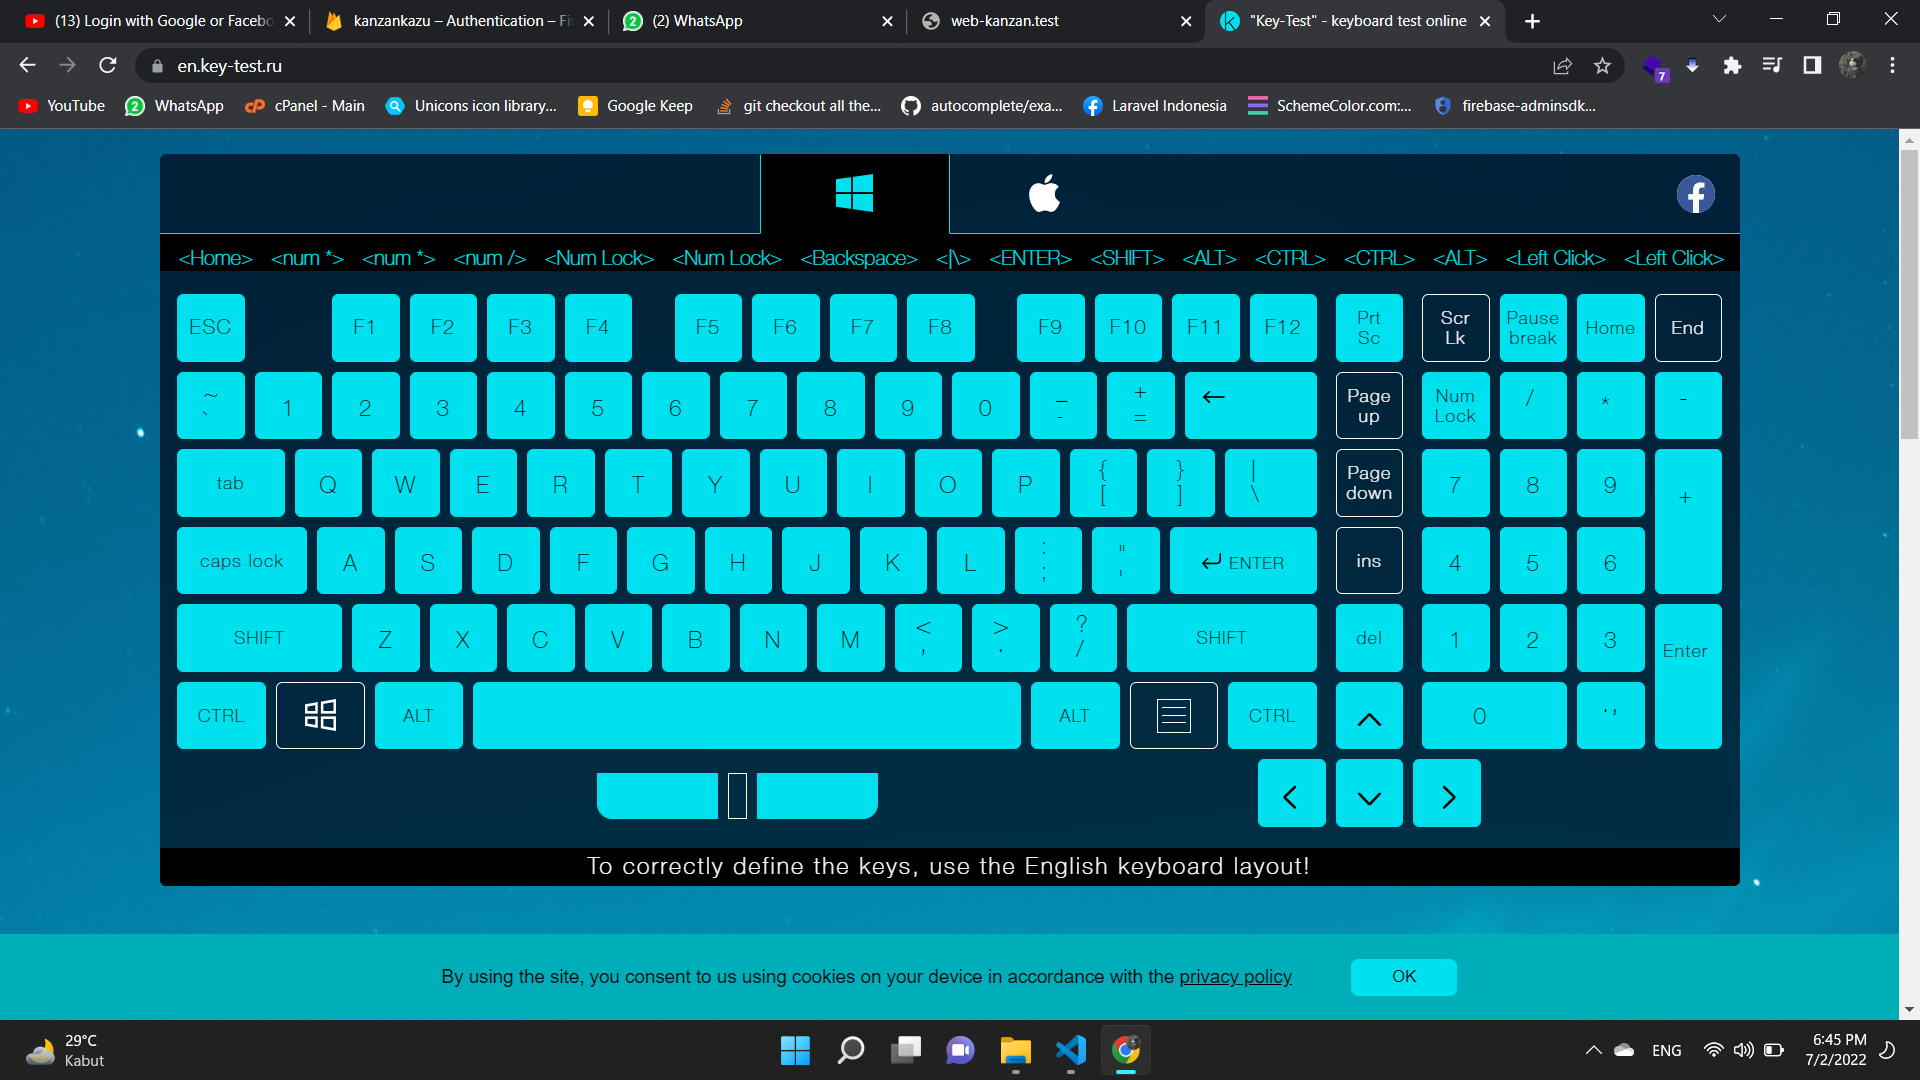 (13) Login with Google or Facebo
kanzankazu – Authentication – Fi
(2) WhatsApp
web-kanzan.test
"Key-Test" - keyboard test online
en.key-test.ru
7
YouTube
WhatsApp
cPanel - Main
Unicons icon library...
Google Keep
git checkout all the...
autocomplete/exa...
Laravel Indonesia
SchemeColor.com:...
firebase-adminsdk...
<Home> <num *> <num *> <num /> <Num Lock> <Num Lock> <Backspace> <|\> <ENTER> <SHIFT> <ALT> <CTRL> <CTRL> <ALT> <Left Click> <Left Click>
ESC F1 F2 F3 F4 F5 F6 F7 F8 F9 F10 F11 F12 Prt Sc Scr Lk Pause break Home End
~ ` 1 2 3 4 5 6 7 8 9 0 _ - + = ← Page up Num Lock / * -
tab Q W E R T Y U I O P { [ } ] | \ Page down 7 8 9 +
caps lock A S D F G H J K L : ; " ' ENTER ins 4 5 6
SHIFT Z X C V B N M < , > . ? / SHIFT del 1 2 3 Enter
CTRL ALT ALT CTRL 0 . ,
To correctly define the keys, use the English keyboard layout!
By using the site, you consent to us using cookies on your device in accordance with the privacy policy
OK
29°C
Kabut
ENG
6:45 PM
7/2/2022